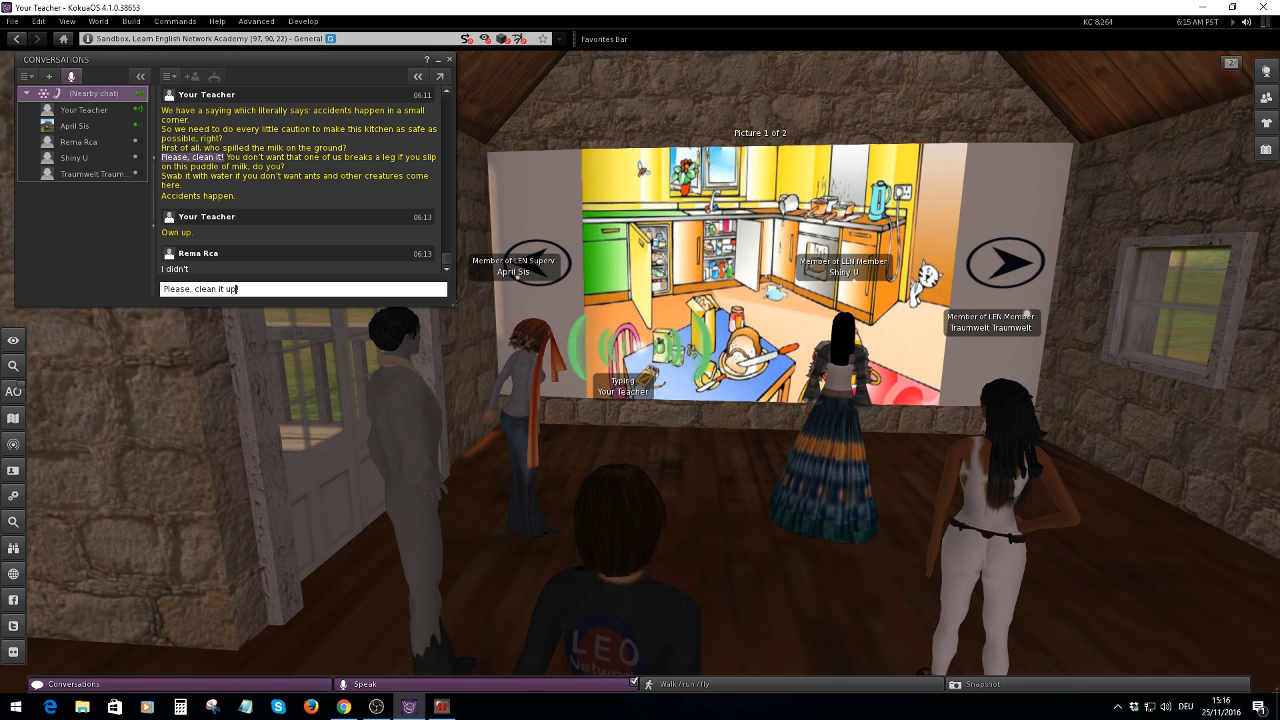 Your Teacher - KokuaOS 4.1.0.38653
File Edit View World Build Commands Help Advanced Develop
KC 8,264 6:15 AM PST
Sandbox, Learn English Network Academy (97, 90, 22) - General G
Favorites Bar
CONVERSATIONS
(Nearby chat)
Your Teacher
April Sis
Rema Rca
Shiny U
Traumwelt Traum...
Your Teacher 06:11
We have a saying which literally says: accidents happen in a small
corner.
So we need to do every little caution to make this kitchen as safe as
possible, right?
First of all, who spilled the milk on the ground?
Please, clean it! You don't want that one of us breaks a leg if you slip
on this puddle of milk, do you?
Swab it with water if you don't want ants and other creatures come
here.
Accidents happen.
Your Teacher 06:13
Own up.
Rema Rca 06:13
I didn't
Please, clean it up!
Picture 1 of 2
Member of LEN Superv
April Sis
Member of LEN Member
Shiny U
Member of LEN Member
Traumwelt Traumwelt
Typing
Your Teacher
LEO
Network
Conversations
Speak
Walk / run / fly
Snapshot
DEU
15:16
25/11/2016